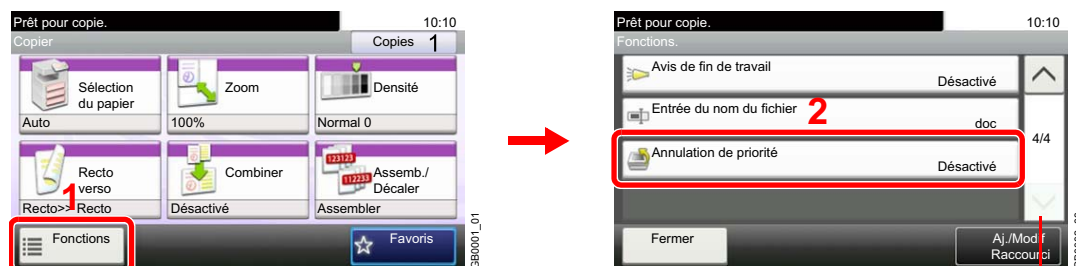 Prêt pour copie. 10:10
Copier Copies 1
Sélection du papier Zoom Densité
Auto 100% Normal 0
Recto verso Combiner Assemb./ Décaler
123123 112233
1
Recto>> Recto Désactivé Assembler
Fonctions Favoris
GB0001_01
Prêt pour copie. 10:10
Fonctions.
Avis de fin de travail
Désactivé
Entrée du nom du fichier 2
doc
4/4
Annulation de priorité
Désactivé
Fermer Aj./Modif Raccourci